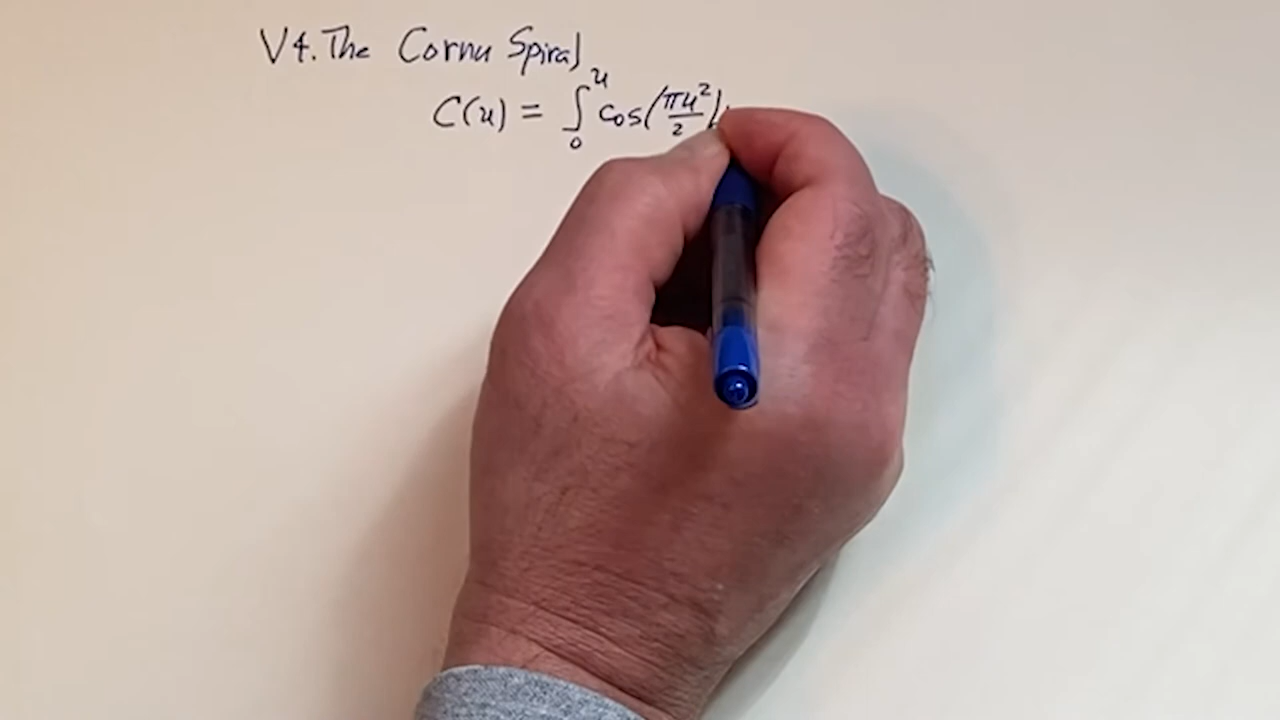 V4. The Cornu Spiral
C(u) = ∫₀ᵘ cos(πu²/2)